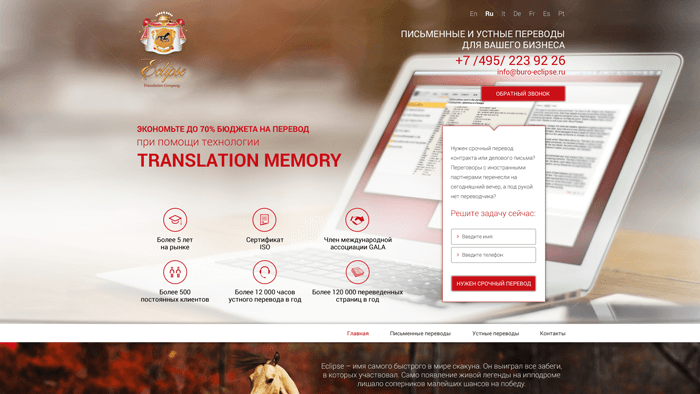 En Ru It De Fr Es Pt
ПИСЬМЕННЫЕ И УСТНЫЕ ПЕРЕВОДЫ
ДЛЯ ВАШЕГО БИЗНЕСА
+7 /495/ 223 92 26
info@buro-eclipse.ru
ОБРАТНЫЙ ЗВОНОК
Eclipse
Translation Company
ЭКОНОМЬТЕ ДО 70% БЮДЖЕТА НА ПЕРЕВОД
при помощи технологии
TRANSLATION MEMORY
Более 5 лет
на рынке
Сертификат
ISO
Член международной
ассоциации GALA
Более 500
постоянных клиентов
Более 12 000 часов
устного перевода в год
Более 120 000 переведенных
страниц в год
Нужен срочный перевод
контракта или делового письма?
Переговоры с иностранными
партнерами перенесли на
сегодняшний вечер, а под рукой
нет переводчика?
Решите задачу сейчас:
Введите имя
Введите телефон
НУЖЕН СРОЧНЫЙ ПЕРЕВОД
Главная Письменные переводы Устные переводы Контакты
Eclipse – имя самого быстрого в мире скакуна. Он выиграл все забеги,
в которых участвовал. Само появление живой легенды на ипподроме
лишало соперников малейших шансов на победу.